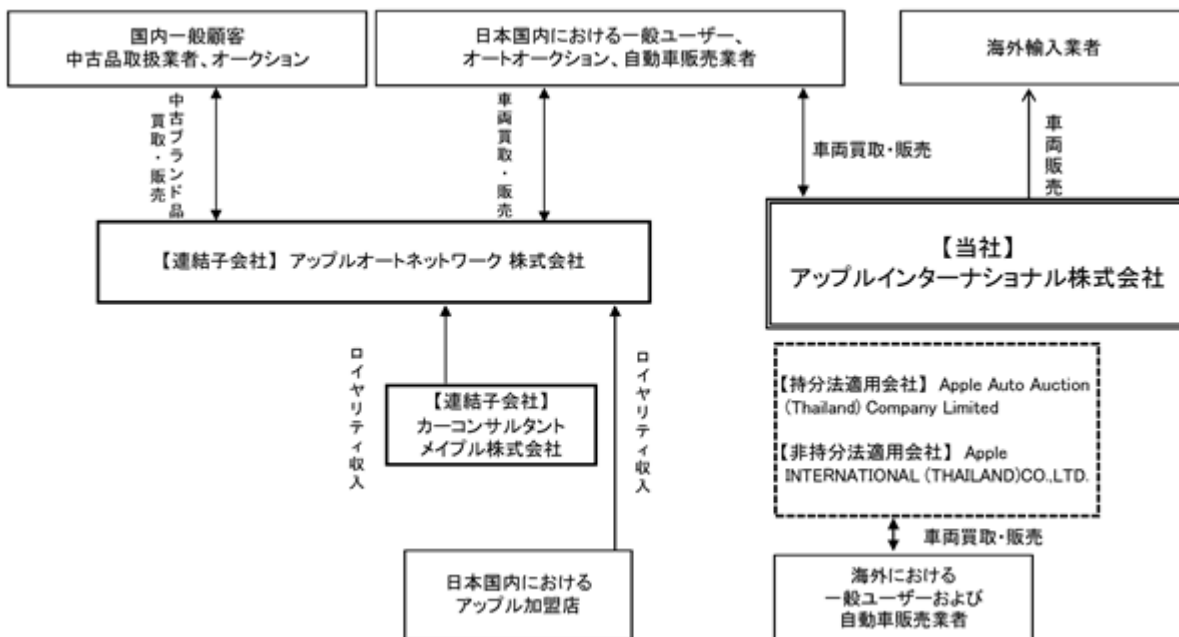 国内一般顧客
中古品取扱業者、オークション
日本国内における一般ユーザー、
オートオークション、自動車販売業者
海外輸入業者
中古ブランド品
買取・販売
車両買取・販売
車両買取・販売
車両販売
【連結子会社】 アップルオートネットワーク 株式会社
【当社】
アップルインターナショナル株式会社
ロイヤリティ収入
ロイヤリティ収入
【連結子会社】
カーコンサルタント
メイプル株式会社
【持分法適用会社】 Apple Auto Auction
(Thailand) Company Limited
【非持分法適用会社】 Apple
INTERNATIONAL (THAILAND)CO.,LTD.
車両買取・販売
日本国内における
アップル加盟店
海外における
一般ユーザーおよび
自動車販売業者